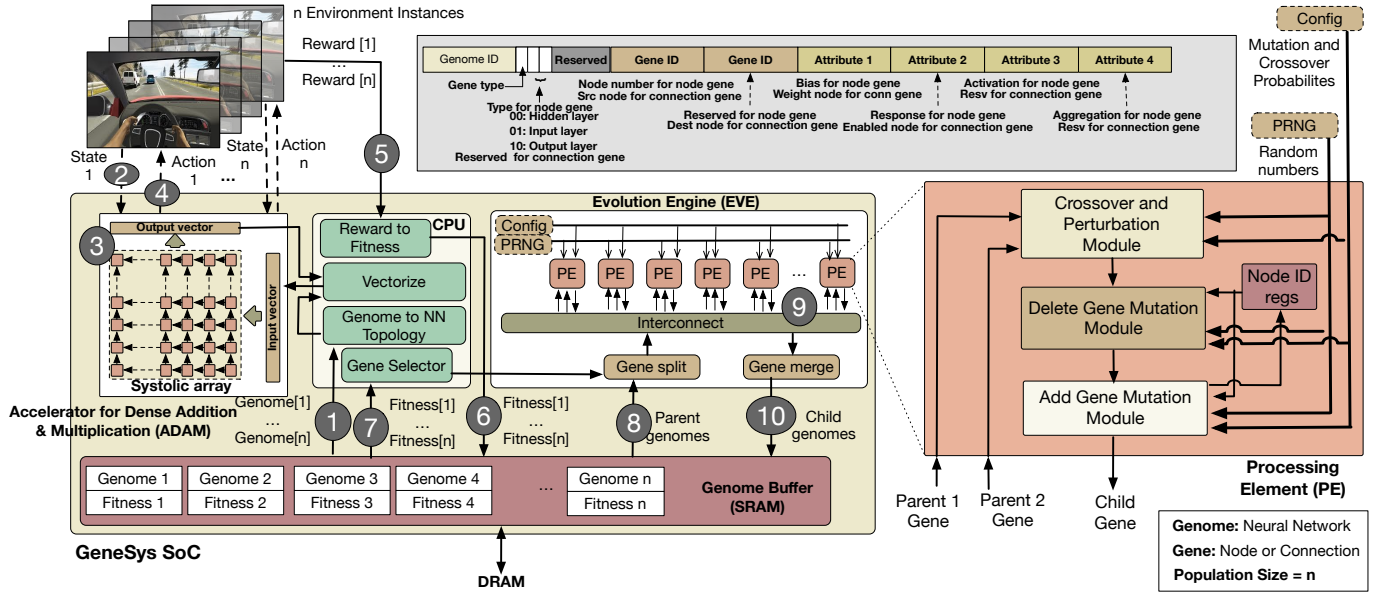 n Environment Instances
Reward [1]
...
Reward [n]
State
1
2
4
Action
1
...
State
n
Action
n
5
Genome ID
Reserved
Gene ID
Gene ID
Attribute 1
Attribute 2
Attribute 3
Attribute 4
Gene type
Type for node gene
00: Hidden layer
01: Input layer
10: Output layer
Reserved for connection gene
Node number for node gene
Src node for connection gene
Reserved for node gene
Dest node for connection gene
Bias for node gene
Weight node for conn gene
Response for node gene
Enabled node for connection gene
Activation for node gene
Resv for connection gene
Aggregation for node gene
Resv for connection gene
Config
Mutation and
Crossover
Probabilites
PRNG
Random
numbers
3
Output vector
Input vector
Systolic array
Accelerator for Dense Addition
& Multiplication (ADAM)
CPU
Reward to
Fitness
Vectorize
Genome to NN
Topology
Gene Selector
Evolution Engine (EVE)
Config
PRNG
PE
PE
PE
PE
PE
...
PE
9
Interconnect
Gene split
Gene merge
Genome[1]
...
Genome[n]
1
7
Fitness[1]
...
Fitness[n]
6
Fitness[1]
...
Fitness[n]
8
Parent
genomes
10
Child
genomes
Genome 1
Fitness 1
Genome 2
Fitness 2
Genome 3
Fitness 3
Genome 4
Fitness 4
...
Genome n
Fitness n
Genome Buffer
(SRAM)
GeneSys SoC
DRAM
Crossover and
Perturbation
Module
Delete Gene Mutation
Module
Node ID
regs
Add Gene Mutation
Module
Parent 1
Gene
Parent 2
Gene
Child
Gene
Processing
Element (PE)
Genome: Neural Network
Gene: Node or Connection
Population Size = n